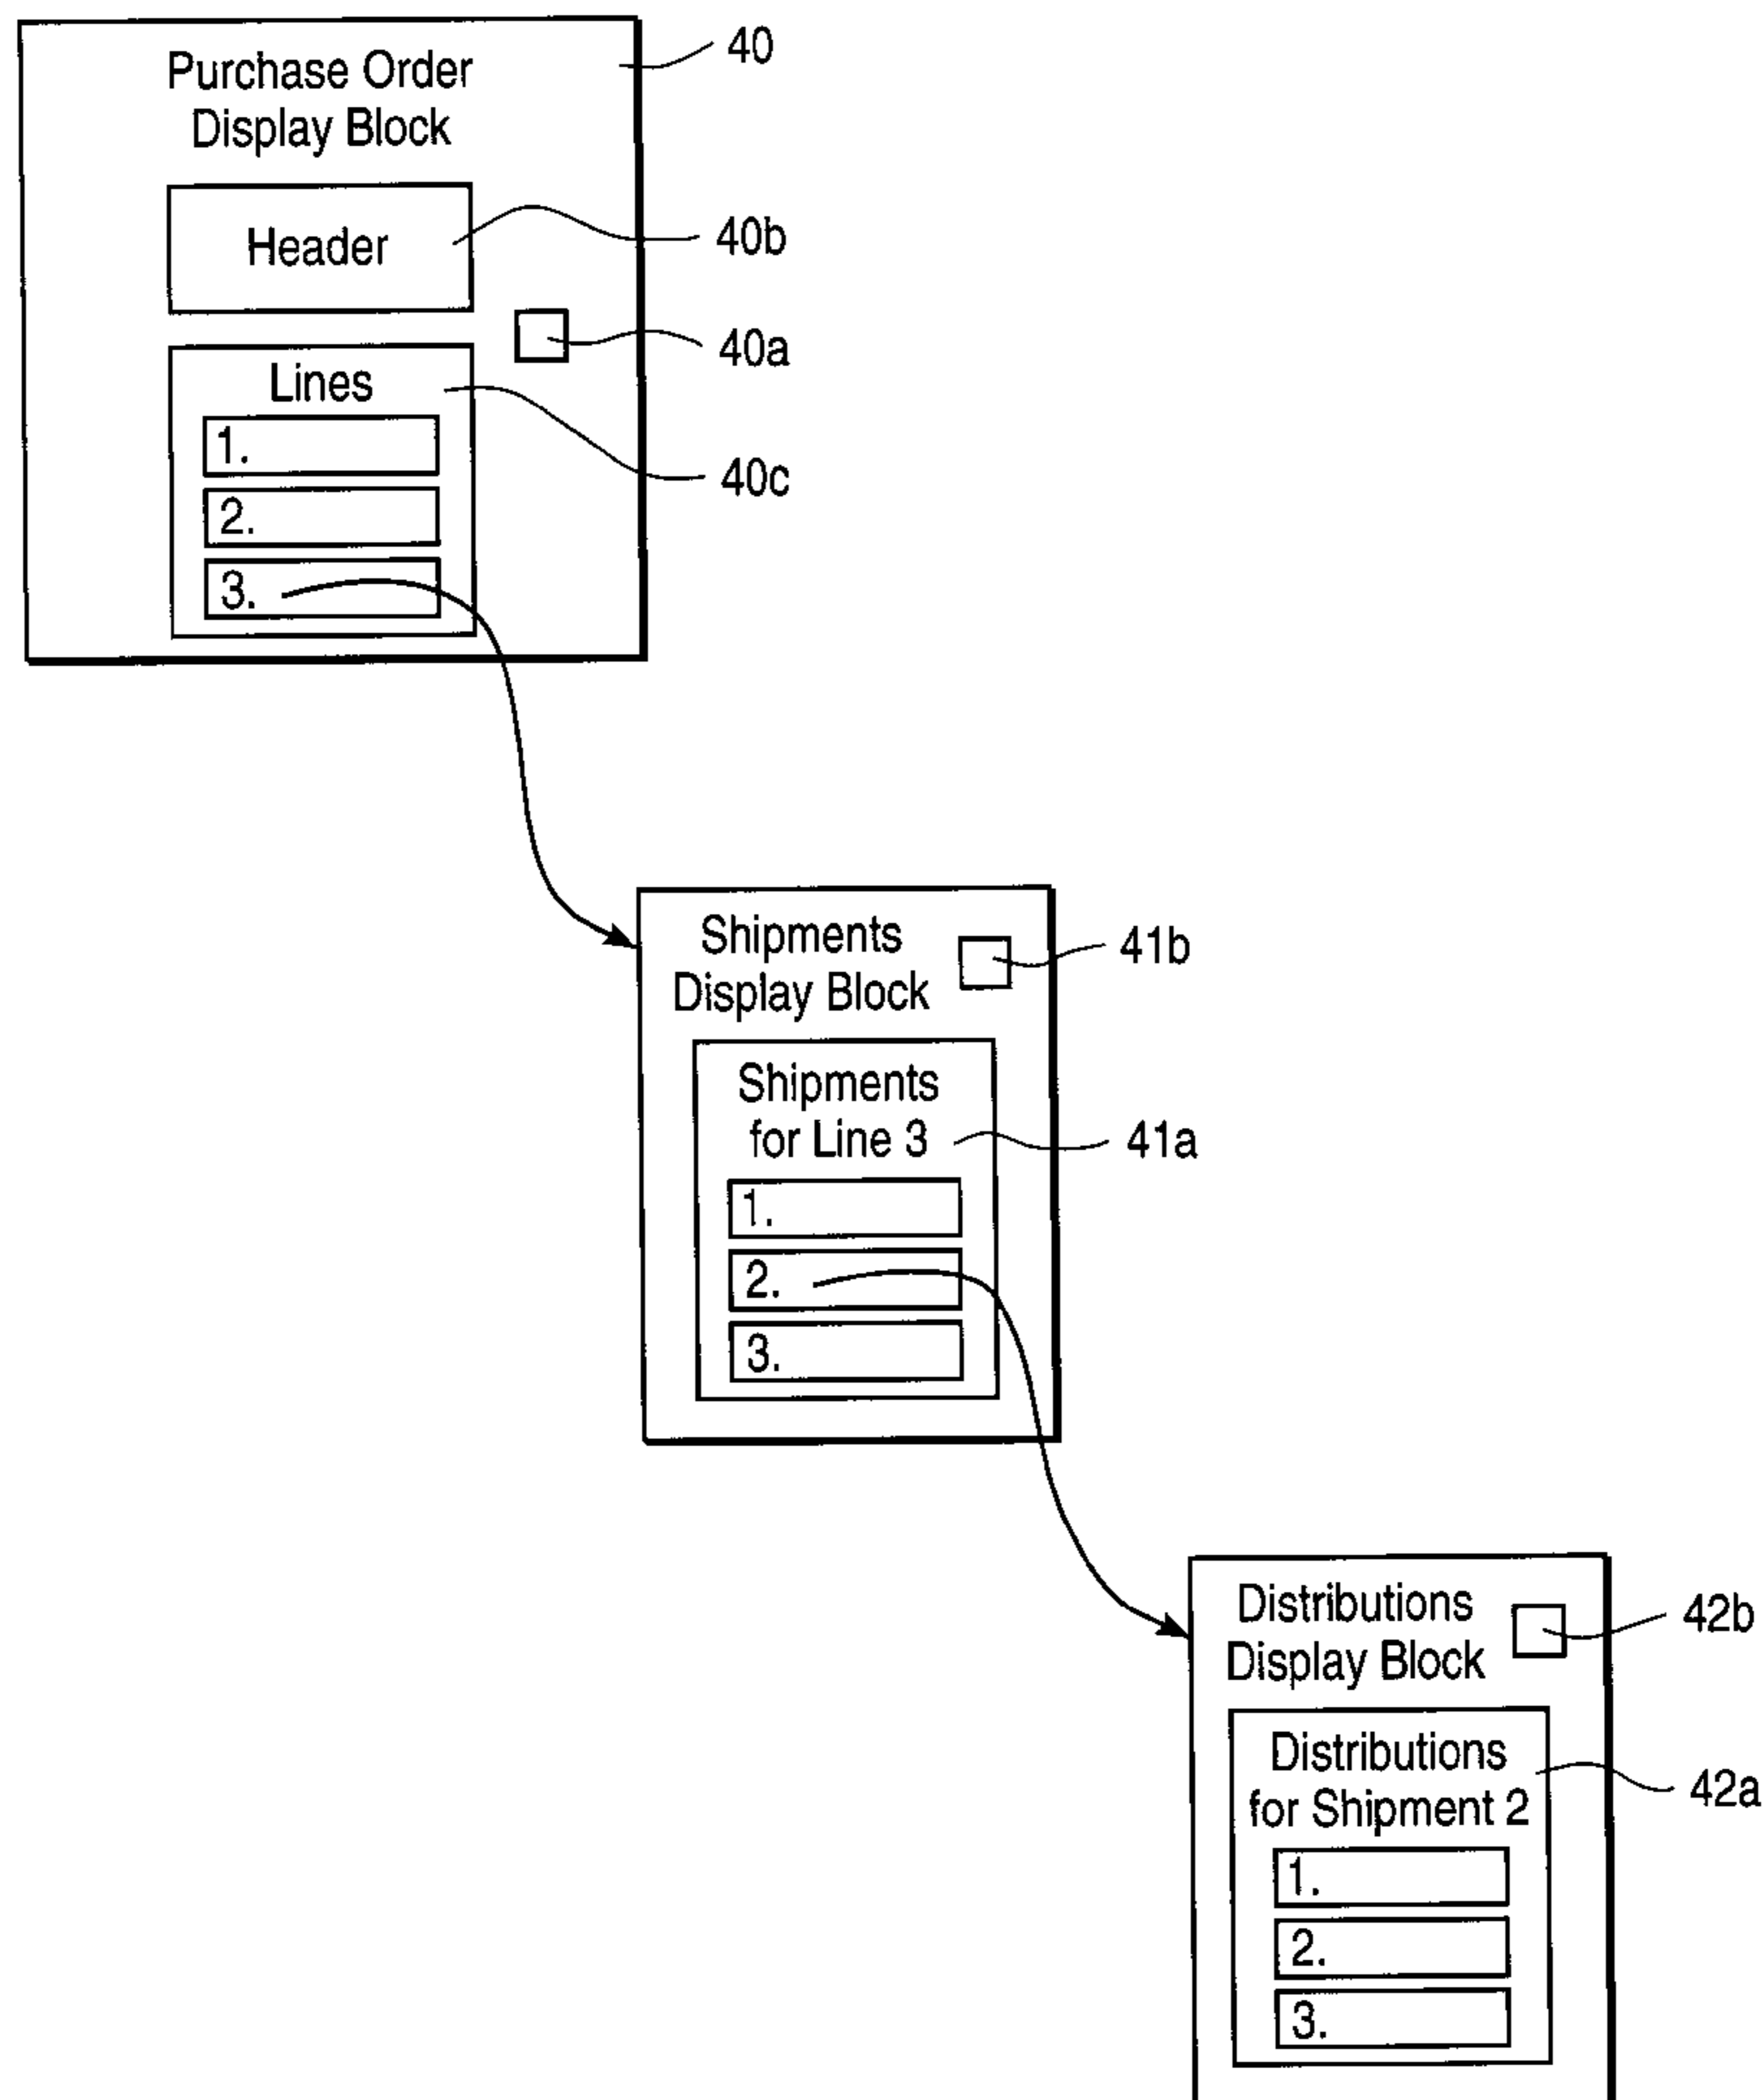 Purchase Order
Display Block
40
Header
40b
40a
Lines
40c
1.
2.
3.
Shipments
Display Block
41b
Shipments
for Line 3
41a
1.
2.
3.
Distributions
Display Block
42b
Distributions
for Shipment 2
42a
1.
2.
3.